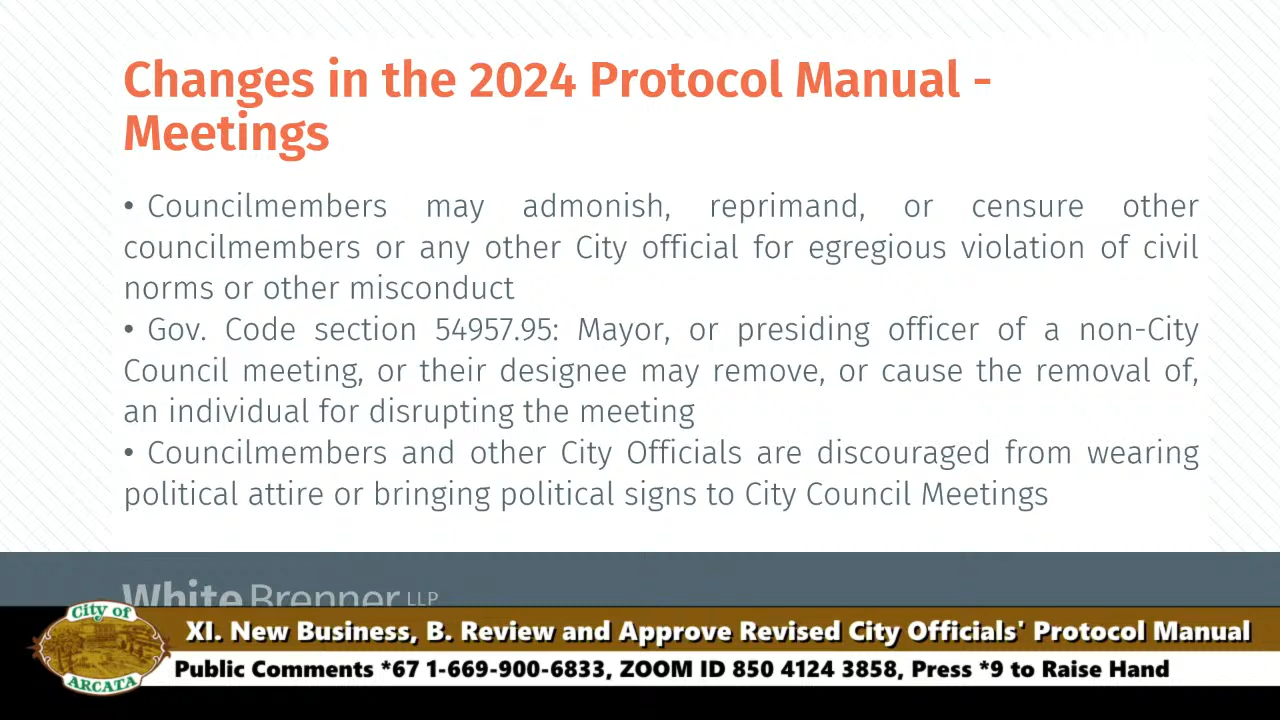 Changes in the 2024 Protocol Manual -
Meetings
• Councilmembers may admonish, reprimand, or censure other
councilmembers or any other City official for egregious violation of civil
norms or other misconduct
• Gov. Code section 54957.95: Mayor, or presiding officer of a non-City
Council meeting, or their designee may remove, or cause the removal of,
an individual for disrupting the meeting
• Councilmembers and other City Officials are discouraged from wearing
political attire or bringing political signs to City Council Meetings
White Brenner LLP
City of
ARCATA
XI. New Business, B. Review and Approve Revised City Officials' Protocol Manual
Public Comments *67 1-669-900-6833, ZOOM ID 850 4124 3858, Press *9 to Raise Hand